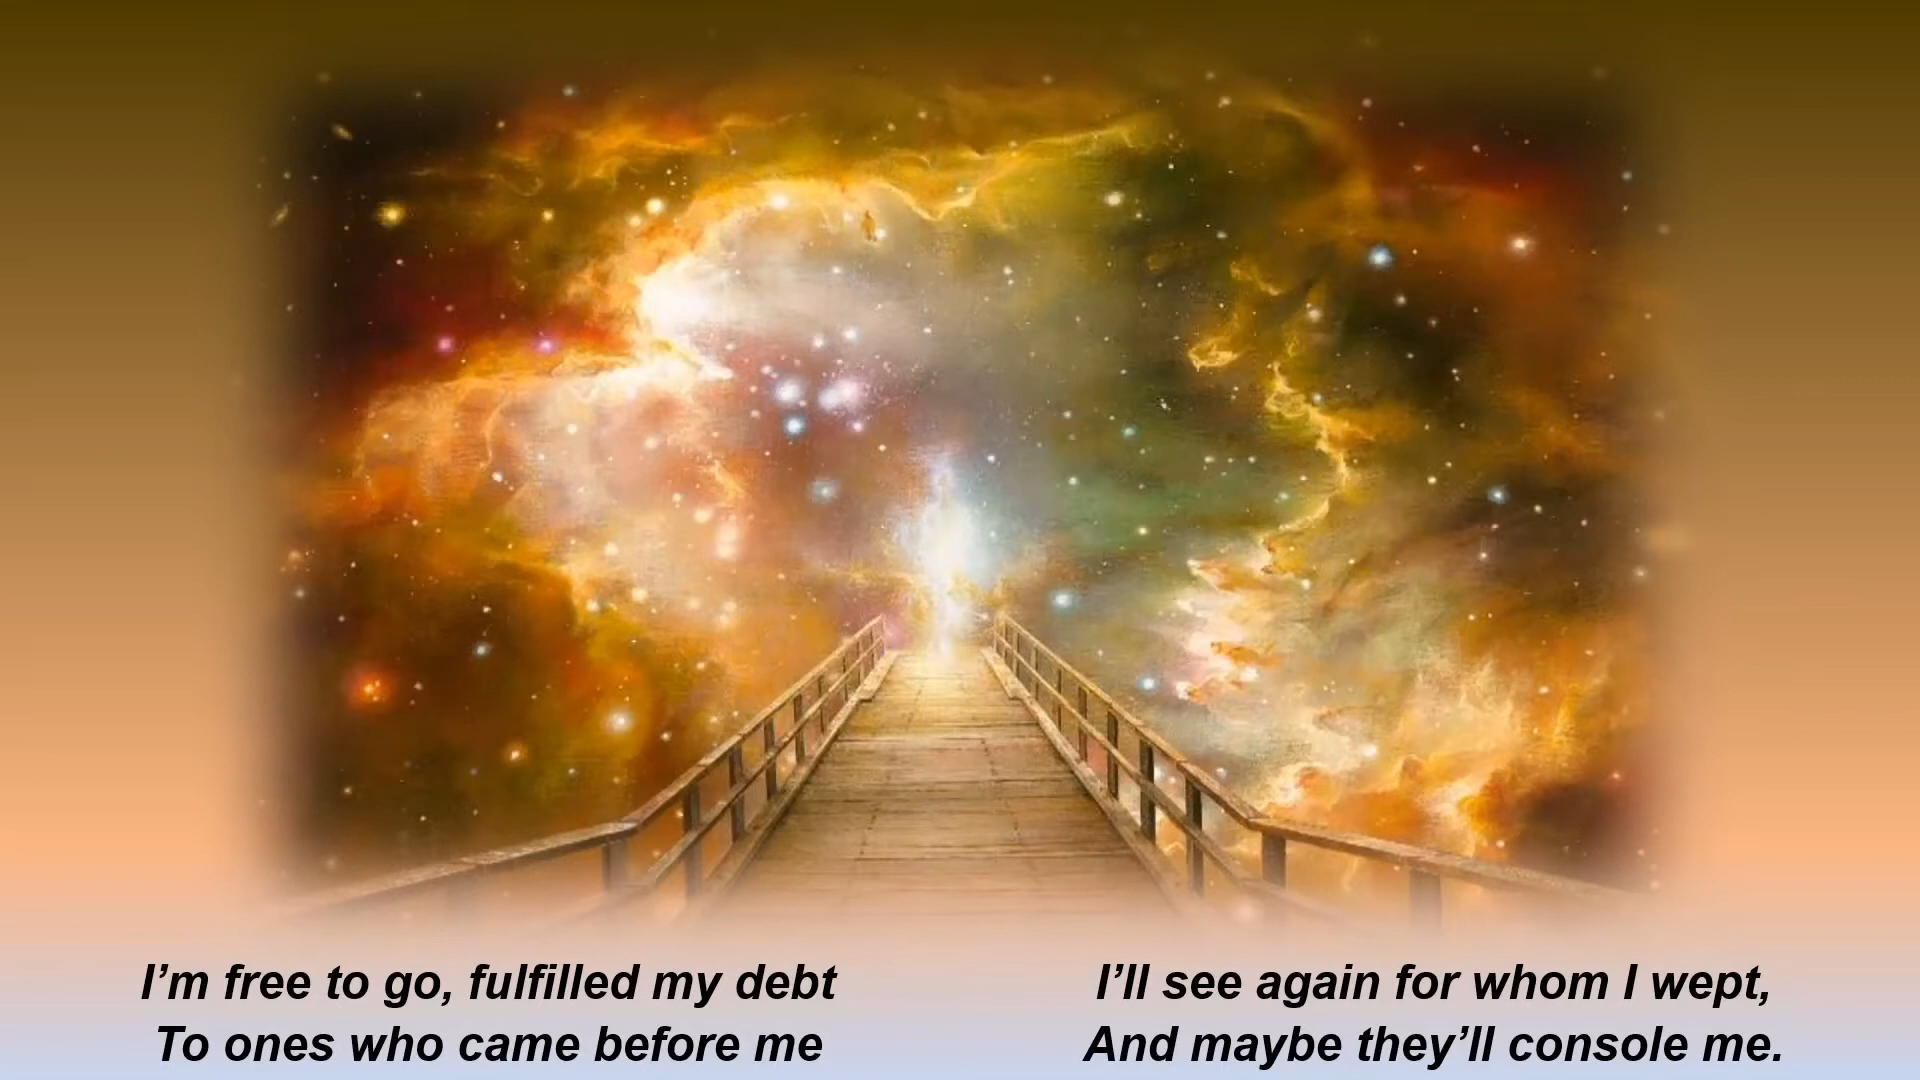 I’m free to go, fulfilled my debt
To ones who came before me
I’ll see again for whom I wept,
And maybe they’ll console me.